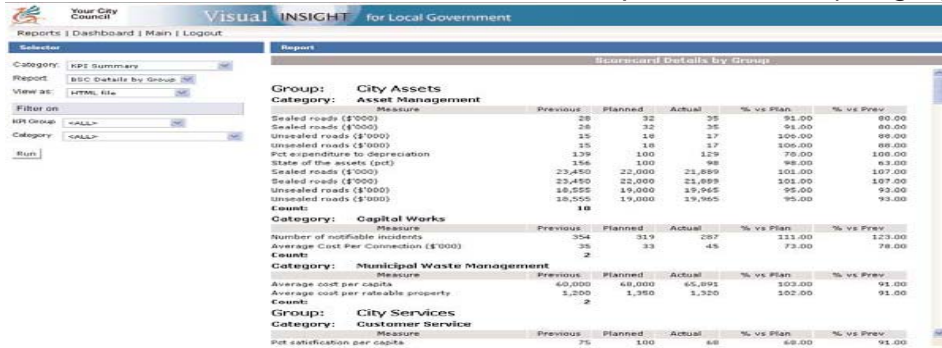 Your City
Council
Visual INSIGHT for Local Government
Reports | Dashboard | Main | Logout
Selector
Report
Category: KPI Summary
Scorecard Details by Group
Report BSC Details by Group
View as: HTML file
Filter on
KPI Group <ALL>
Category <ALL>
Run
Group: City Assets
Category: Asset Management
Measure Previous Planned Actual % vs Plan % vs Prev
Sealed roads ($'000) 28 32 35 91.00 80.00
Sealed roads ($'000) 28 32 35 91.00 80.00
Unsealed roads ($'000) 15 18 17 106.00 88.00
Unsealed roads ($'000) 15 18 17 106.00 88.00
Pct expenditure to depreciation 139 100 129 78.00 108.00
State of the assets (pct) 156 100 98 98.00 63.00
Sealed roads ($'000) 23,450 22,000 21,889 101.00 107.00
Sealed roads ($'000) 23,450 22,000 21,889 101.00 107.00
Unsealed roads ($'000) 18,555 19,000 19,965 95.00 93.00
Unsealed roads ($'000) 18,555 19,000 19,965 95.00 93.00
Count: 10
Category: Capital Works
Measure Previous Planned Actual % vs Plan % vs Prev
Number of notifiable incidents 354 319 287 111.00 123.00
Average Cost Per Connection ($'000) 35 33 45 73.00 78.00
Count: 2
Category: Municipal Waste Management
Measure Previous Planned Actual % vs Plan % vs Prev
Average cost per capita 60,000 68,000 65,891 103.00 91.00
Average cost per rateable property 1,200 1,350 1,320 102.00 91.00
Count: 2
Group: City Services
Category: Customer Service
Measure Previous Planned Actual % vs Plan % vs Prev
Pct satisfication per capita 75 100 68 68.00 91.00